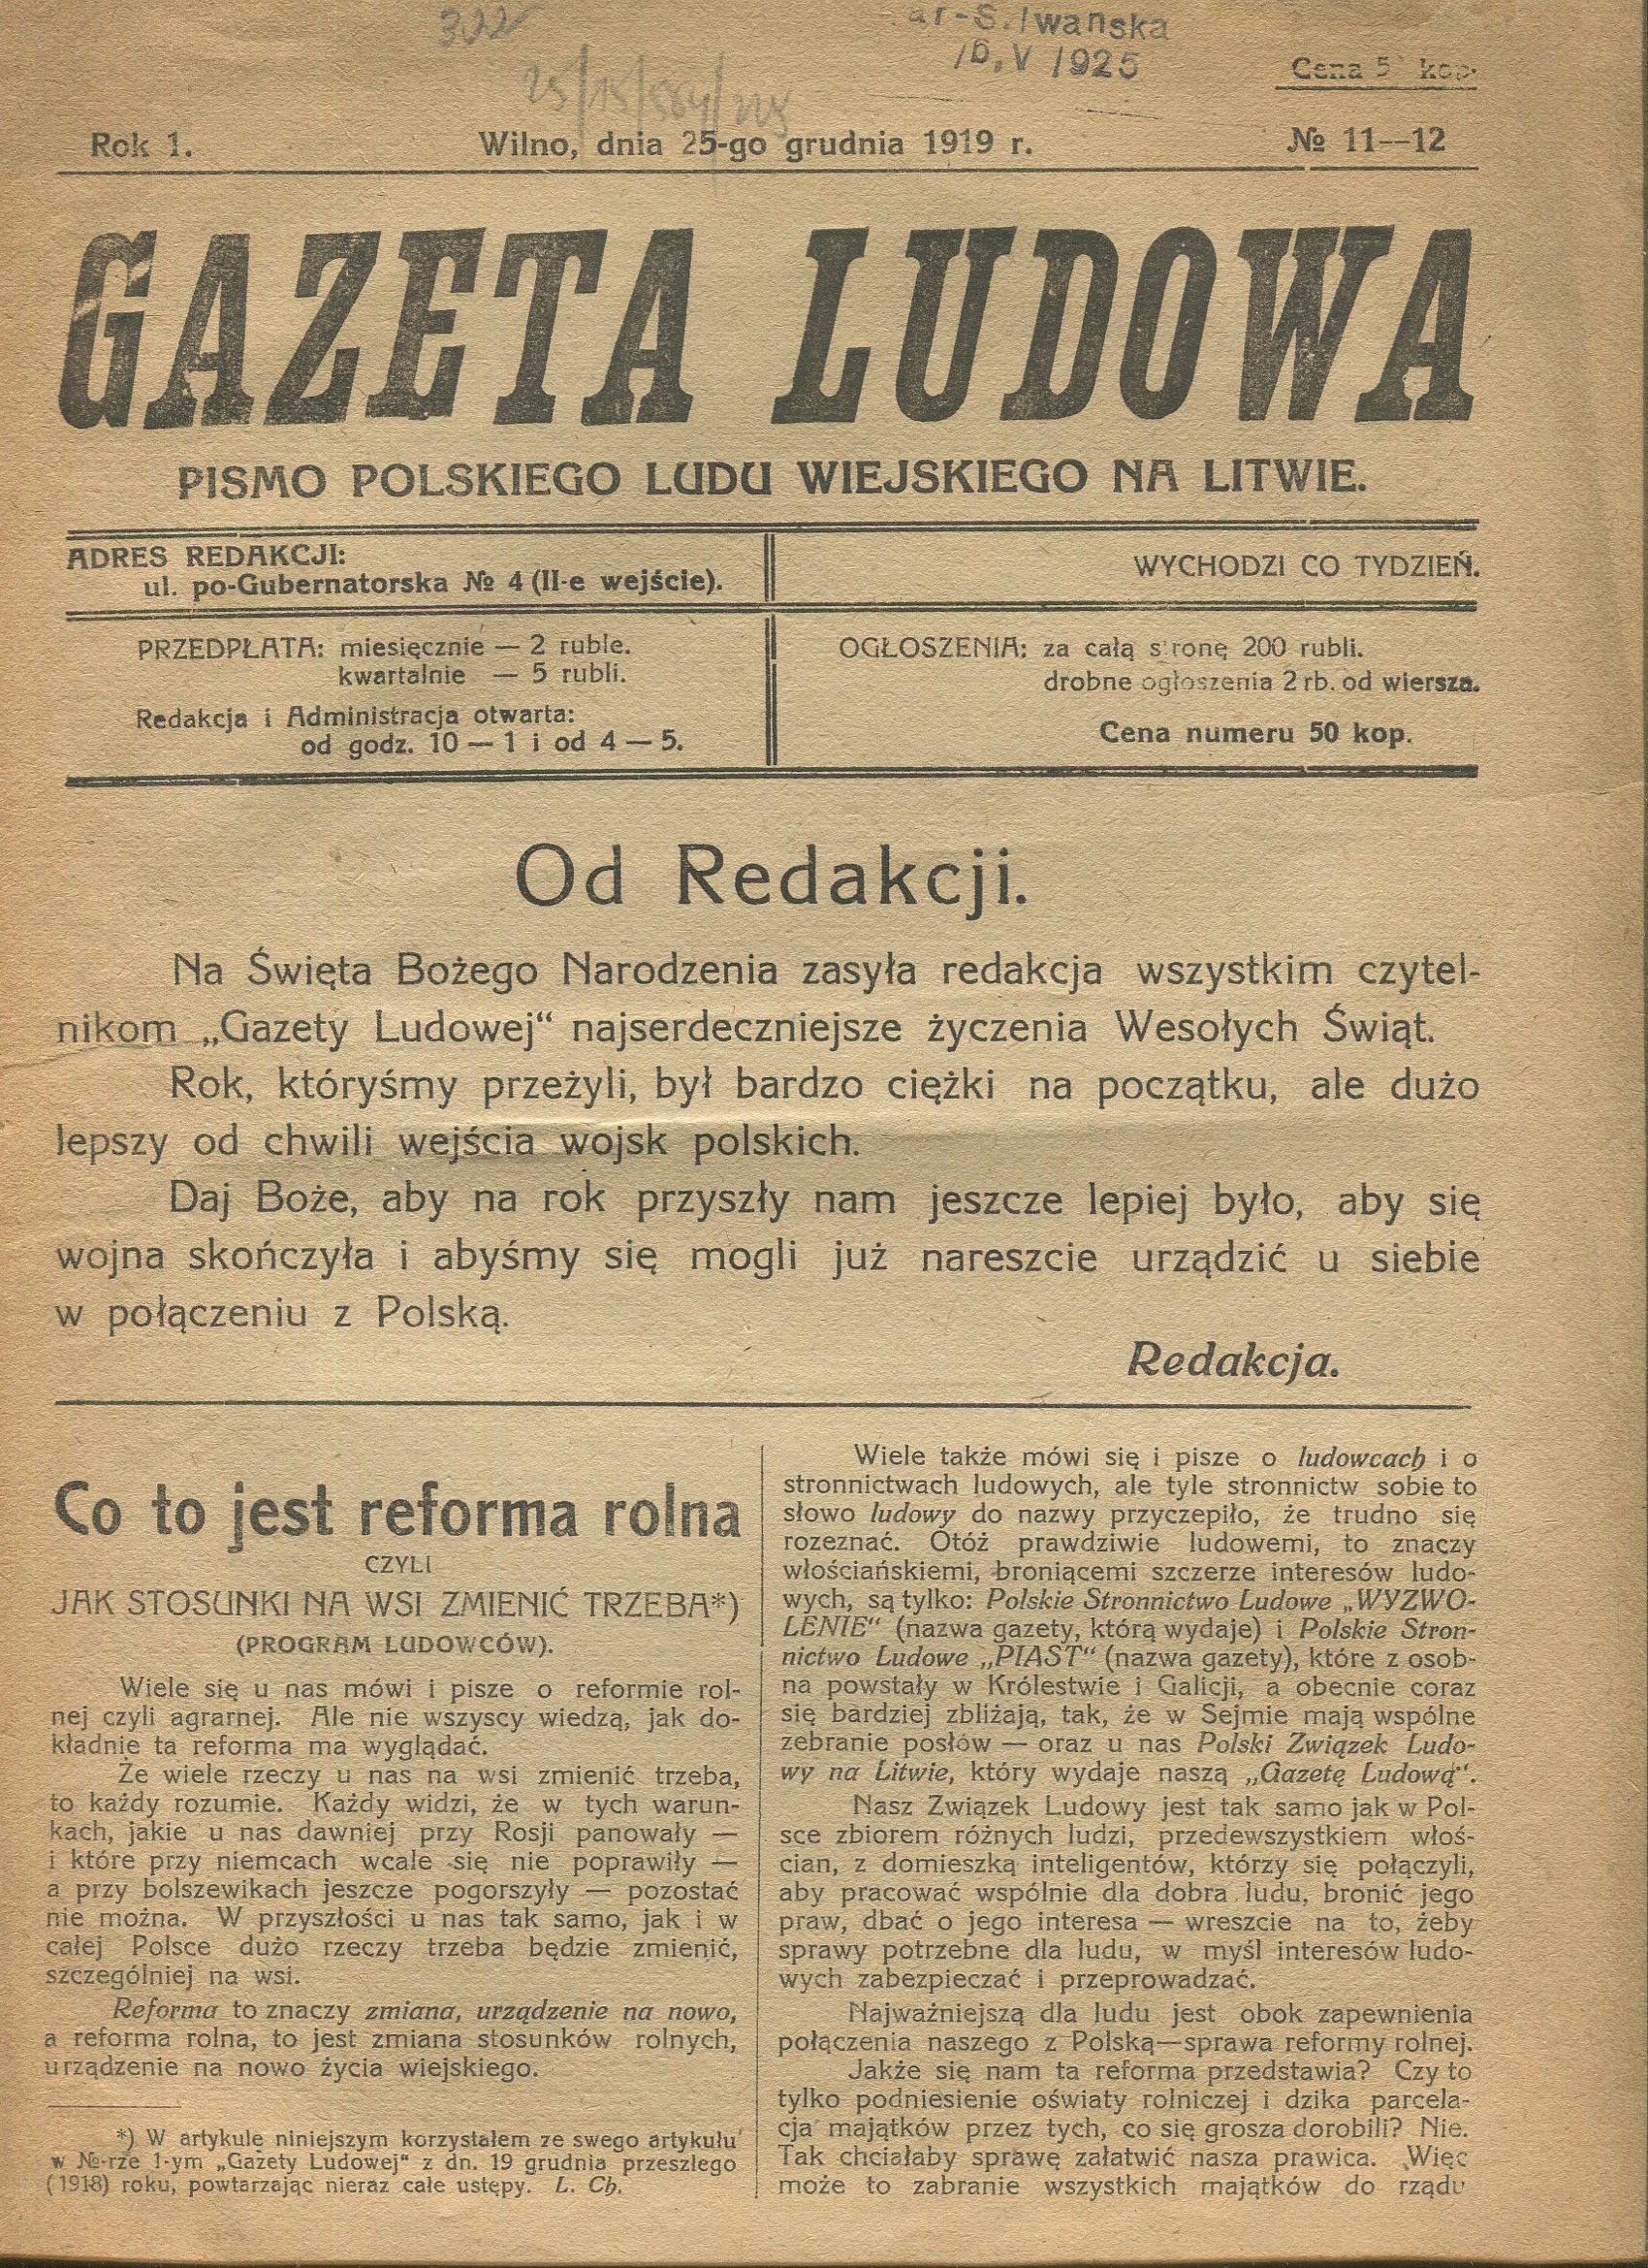 322
Iwańska
V 1925
Cena 5 kop.
Rok 1.
Wilno, dnia 25-go grudnia 1919 r.
№ 11—12
GAZETA LUDOWA
PISMO POLSKIEGO LUDU WIEJSKIEGO NA LITWIE.
ADRES REDAKCJI:
ul. po-Gubernatorska № 4 (II-e wejście).
WYCHODZI CO TYDZIEŃ.
PRZEDPŁATA: miesięcznie — 2 ruble.
kwartalnie — 5 rubli.
Redakcja i Administracja otwarta:
od godz. 10 — 1 i od 4 — 5.
OGŁOSZENIA: za całą stronę 200 rubli.
drobne ogłoszenia 2 rb. od wiersza.
Cena numeru 50 kop.
Od Redakcji.
Na Święta Bożego Narodzenia zasyła redakcja wszystkim czytel-
nikom „Gazety Ludowej“ najserdeczniejsze życzenia Wesołych Świąt.
Rok, któryśmy przeżyli, był bardzo ciężki na początku, ale dużo
lepszy od chwili wejścia wojsk polskich.
Daj Boże, aby na rok przyszły nam jeszcze lepiej było, aby się
wojna skończyła i abyśmy się mogli już nareszcie urządzić u siebie
w połączeniu z Polską.
Redakcja.
Co to jest reforma rolna
CZYLI
JAK STOSUNKI NA WSI ZMIENIĆ TRZEBA*)
(PROGRAM LUDOWCÓW).
Wiele się u nas mówi i pisze o reformie rol-
nej czyli agrarnej. Ale nie wszyscy wiedzą, jak do-
kładnie ta reforma ma wyglądać.
Że wiele rzeczy u nas na wsi zmienić trzeba,
to każdy rozumie. Każdy widzi, że w tych warun-
kach, jakie u nas dawniej przy Rosji panowały —
i które przy niemcach wcale się nie poprawiły —
a przy bolszewikach jeszcze pogorszyły — pozostać
nie można. W przyszłości u nas tak samo, jak i w
całej Polsce dużo rzeczy trzeba będzie zmienić,
szczególniej na wsi.
Reforma to znaczy zmiana, urządzenie na nowo,
a reforma rolna, to jest zmiana stosunków rolnych,
urządzenie na nowo życia wiejskiego.
*) W artykule niniejszym korzystałem ze swego artykułu
w №-rze 1-ym „Gazety Ludowej“ z dn. 19 grudnia przeszłego
(1918) roku, powtarzając nieraz całe ustępy. L. Ch.
Wiele także mówi się i pisze o ludowcach i o
stronnictwach ludowych, ale tyle stronnictw sobie to
słowo ludowy do nazwy przyczepiło, że trudno się
rozeznać. Otóż prawdziwie ludowemi, to znaczy
włościańskiemi, broniącemi szczerze interesów ludo-
wych, są tylko: Polskie Stronnictwo Ludowe „WYZWO-
LENIE“ (nazwa gazety, którą wydaje) i Polskie Stron-
nictwo Ludowe „PIAST“ (nazwa gazety), które z osob-
na powstały w Królestwie i Galicji, a obecnie coraz
się bardziej zbliżają, tak, że w Sejmie mają wspólne
zebranie posłów — oraz u nas Polski Związek Ludo-
wy na Litwie, który wydaje naszą „Gazetę Ludową“.
Nasz Związek Ludowy jest tak samo jak w Pol-
sce zbiorem różnych ludzi, przedewszystkiem włoś-
cian, z domieszką inteligentów, którzy się połączyli,
aby pracować wspólnie dla dobra ludu, bronić jego
praw, dbać o jego interesa — wreszcie na to, żeby
sprawy potrzebne dla ludu, w myśl interesów ludo-
wych zabezpieczać i przeprowadzać.
Najważniejszą dla ludu jest obok zapewnienia
połączenia naszego z Polską—sprawa reformy rolnej.
Jakże się nam ta reforma przedstawia? Czy to
tylko podniesienie oświaty rolniczej i dzika parcela-
cja majątków przez tych, co się grosza dorobili? Nie.
Tak chciałaby sprawę załatwić nasza prawica. Więc
może to zabranie wszystkich majątków do rządu